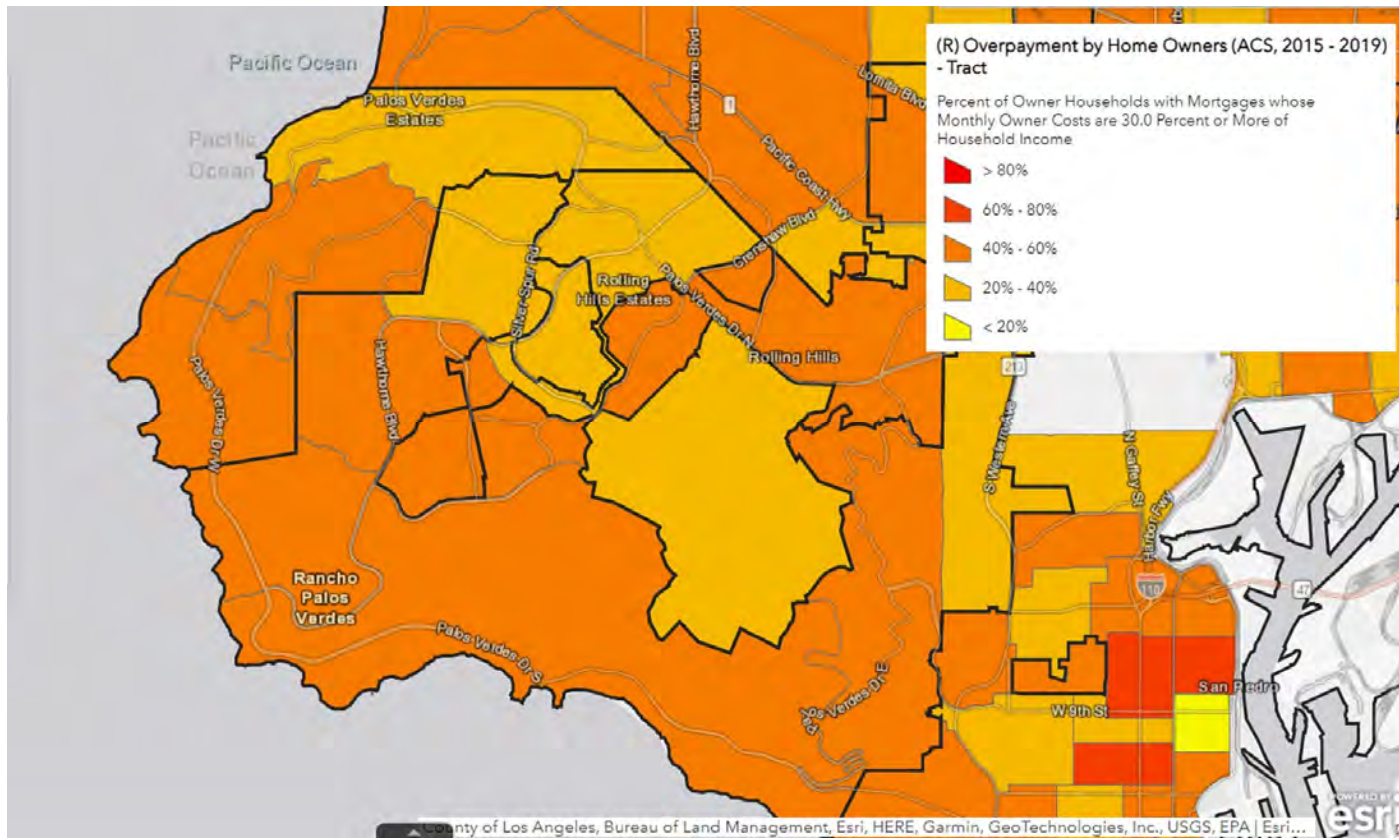 (R) Overpayment by Home Owners (ACS, 2015 - 2019)
- Tract
Percent of Owner Households with Mortgages whose
Monthly Owner Costs are 30.0 Percent or More of
Household Income
> 80%
60% - 80%
40% - 60%
20% - 40%
< 20%
Pacific Ocean
Palos Verdes
Estates
Pacific
Ocean
Hawthorne Blvd
1
Lomita Blvd
Pacific Coast Hwy
Crenshaw Blvd
Silver Spur Rd
Rolling
Hills Estates
Palos Verdes Dr N
Rolling Hills
213
Palos Verdes Dr W
Hawthorne Blvd
S Western Ave
N Gaffey St
Harbor Fwy
110
47
Rancho
Palos
Verdes
Palos Verdes Dr S
Palos Verdes Dr E
San Pedro
W 9th St
County of Los Angeles, Bureau of Land Management, Esri, HERE, Garmin, GeoTechnologies, Inc., USGS, EPA | Esri...
POWERED BY
esri